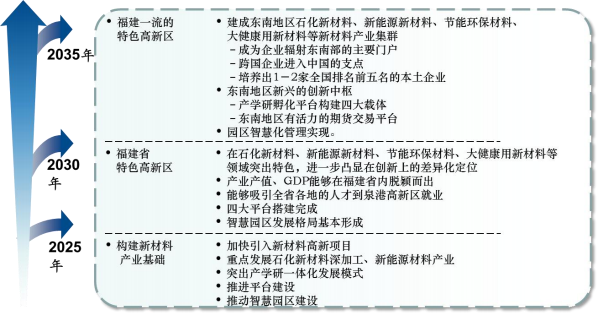 2035年
• 福建一流的
特色高新区
• 建成东南地区石化新材料、新能源新材料、节能环保材料、
大健康用新材料等新材料产业集群
–成为企业辐射东南部的主要门户
–跨国企业进入中国的支点
–培养出1-2家全国排名前五名的本土企业
• 东南地区新兴的创新中枢
–产学研孵化平台构建四大载体
–东南地区有活力的期货交易平台
• 园区智慧化管理实现。
2030
年
• 福建省
特色高新区
• 在石化新材料、新能源新材料、节能环保材料、大健康用新材料等
领域突出特色，进一步凸显在创新上的差异化定位
• 产业产值、GDP能够在福建省内脱颖而出
• 能够吸引全省各地的人才到泉港高新区就业
• 四大平台搭建完成
• 智慧园区发展格局基本形成
2025
年
• 构建新材料
产业基础
• 加快引入新材料高新项目
• 重点发展石化新材料深加工、新能源材料产业
• 突出产学研一体化发展模式
• 推进平台建设
• 推动智慧园区建设